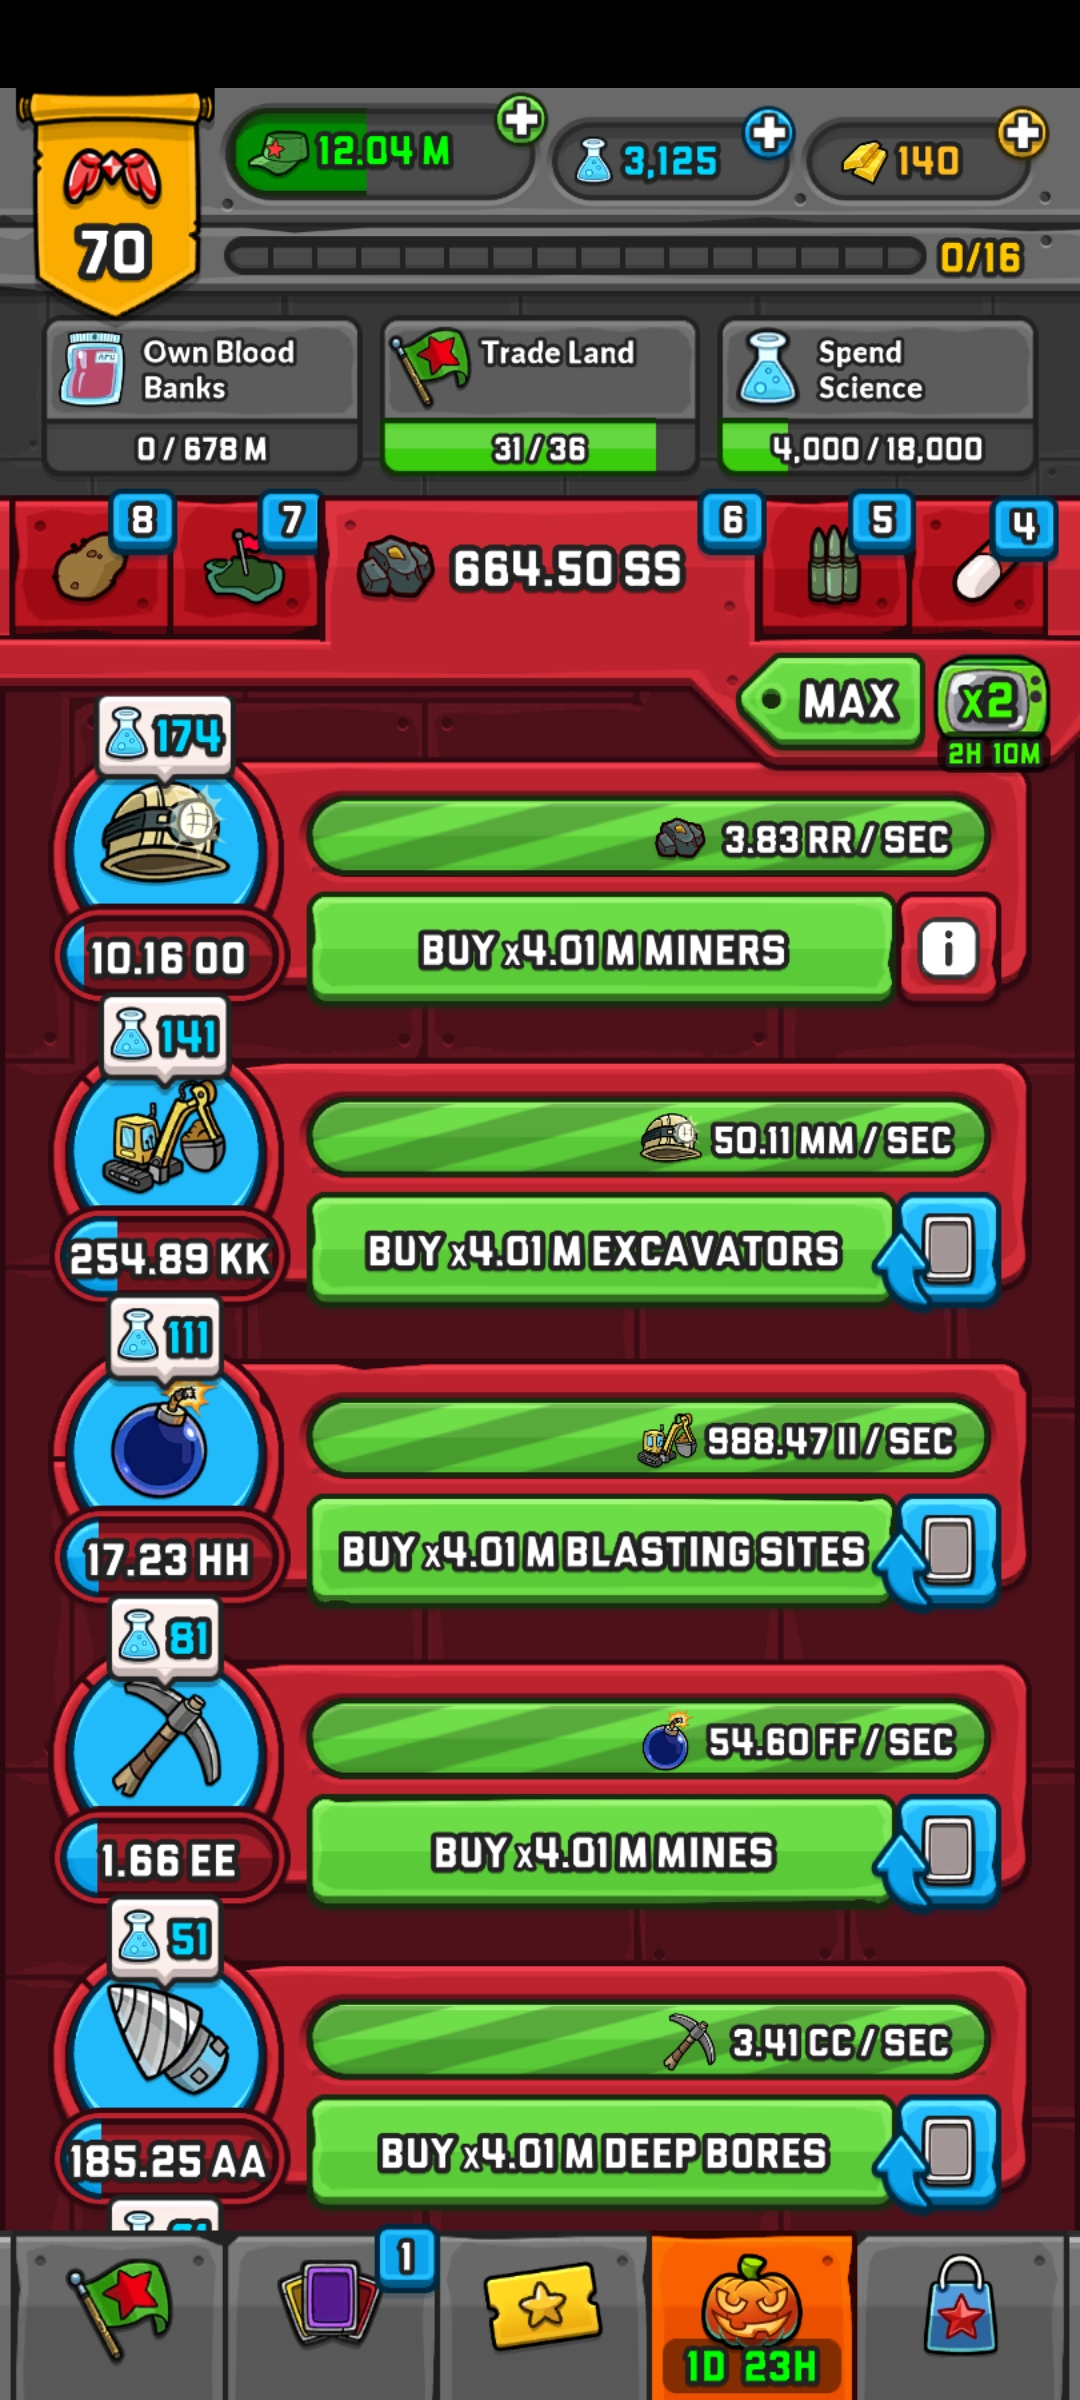 70
12.04 M
3,125
140
0/16
Own Blood
Banks
0 / 678 M
Trade Land
31 / 36
Spend
Science
4,000 / 18,000
8
7
664.50 SS
6
5
4
MAX
x2
2H 10M
174
3.83 RR / SEC
10.16 OO
BUY x4.01 M MINERS
i
141
50.11 MM / SEC
254.89 KK
BUY x4.01 M EXCAVATORS
111
988.47 II / SEC
17.23 HH
BUY x4.01 M BLASTING SITES
81
54.60 FF / SEC
1.66 EE
BUY x4.01 M MINES
51
3.41 CC / SEC
185.25 AA
BUY x4.01 M DEEP BORES
1
1D 23H